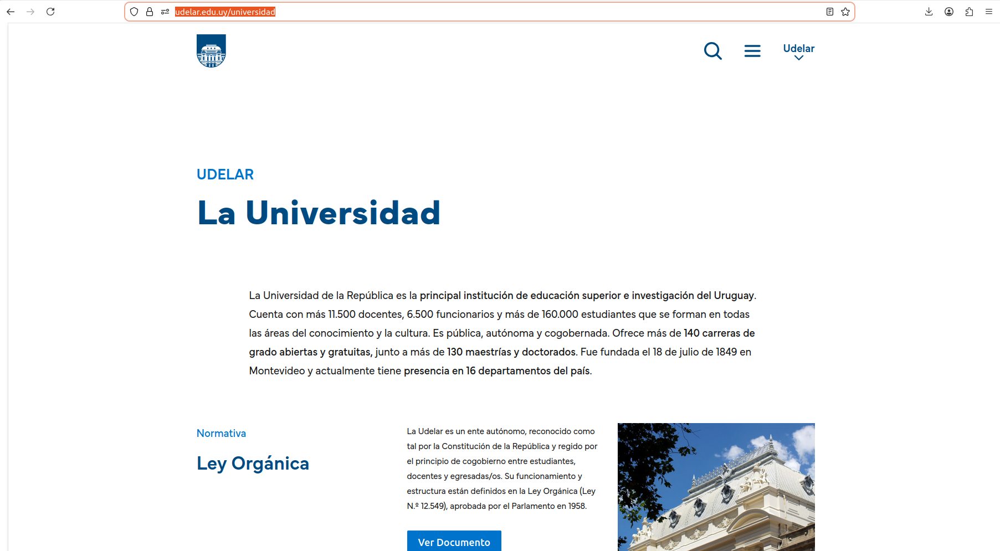 udelar.edu.uy/universidad
Udelar
UDELAR
La Universidad
La Universidad de la República es la principal institución de educación superior e investigación del Uruguay.
Cuenta con más 11.500 docentes, 6.500 funcionarios y más de 160.000 estudiantes que se forman en todas
las áreas del conocimiento y la cultura. Es pública, autónoma y cogobernada. Ofrece más de 140 carreras de
grado abiertas y gratuitas, junto a más de 130 maestrías y doctorados. Fue fundada el 18 de julio de 1849 en
Montevideo y actualmente tiene presencia en 16 departamentos del país.
Normativa
Ley Orgánica
La Udelar es un ente autónomo, reconocido como
tal por la Constitución de la República y regido por
el principio de cogobierno entre estudiantes,
docentes y egresadas/os. Su funcionamiento y
estructura están definidos en la Ley Orgánica (Ley
N.º 12.549), aprobada por el Parlamento en 1958.
Ver Documento